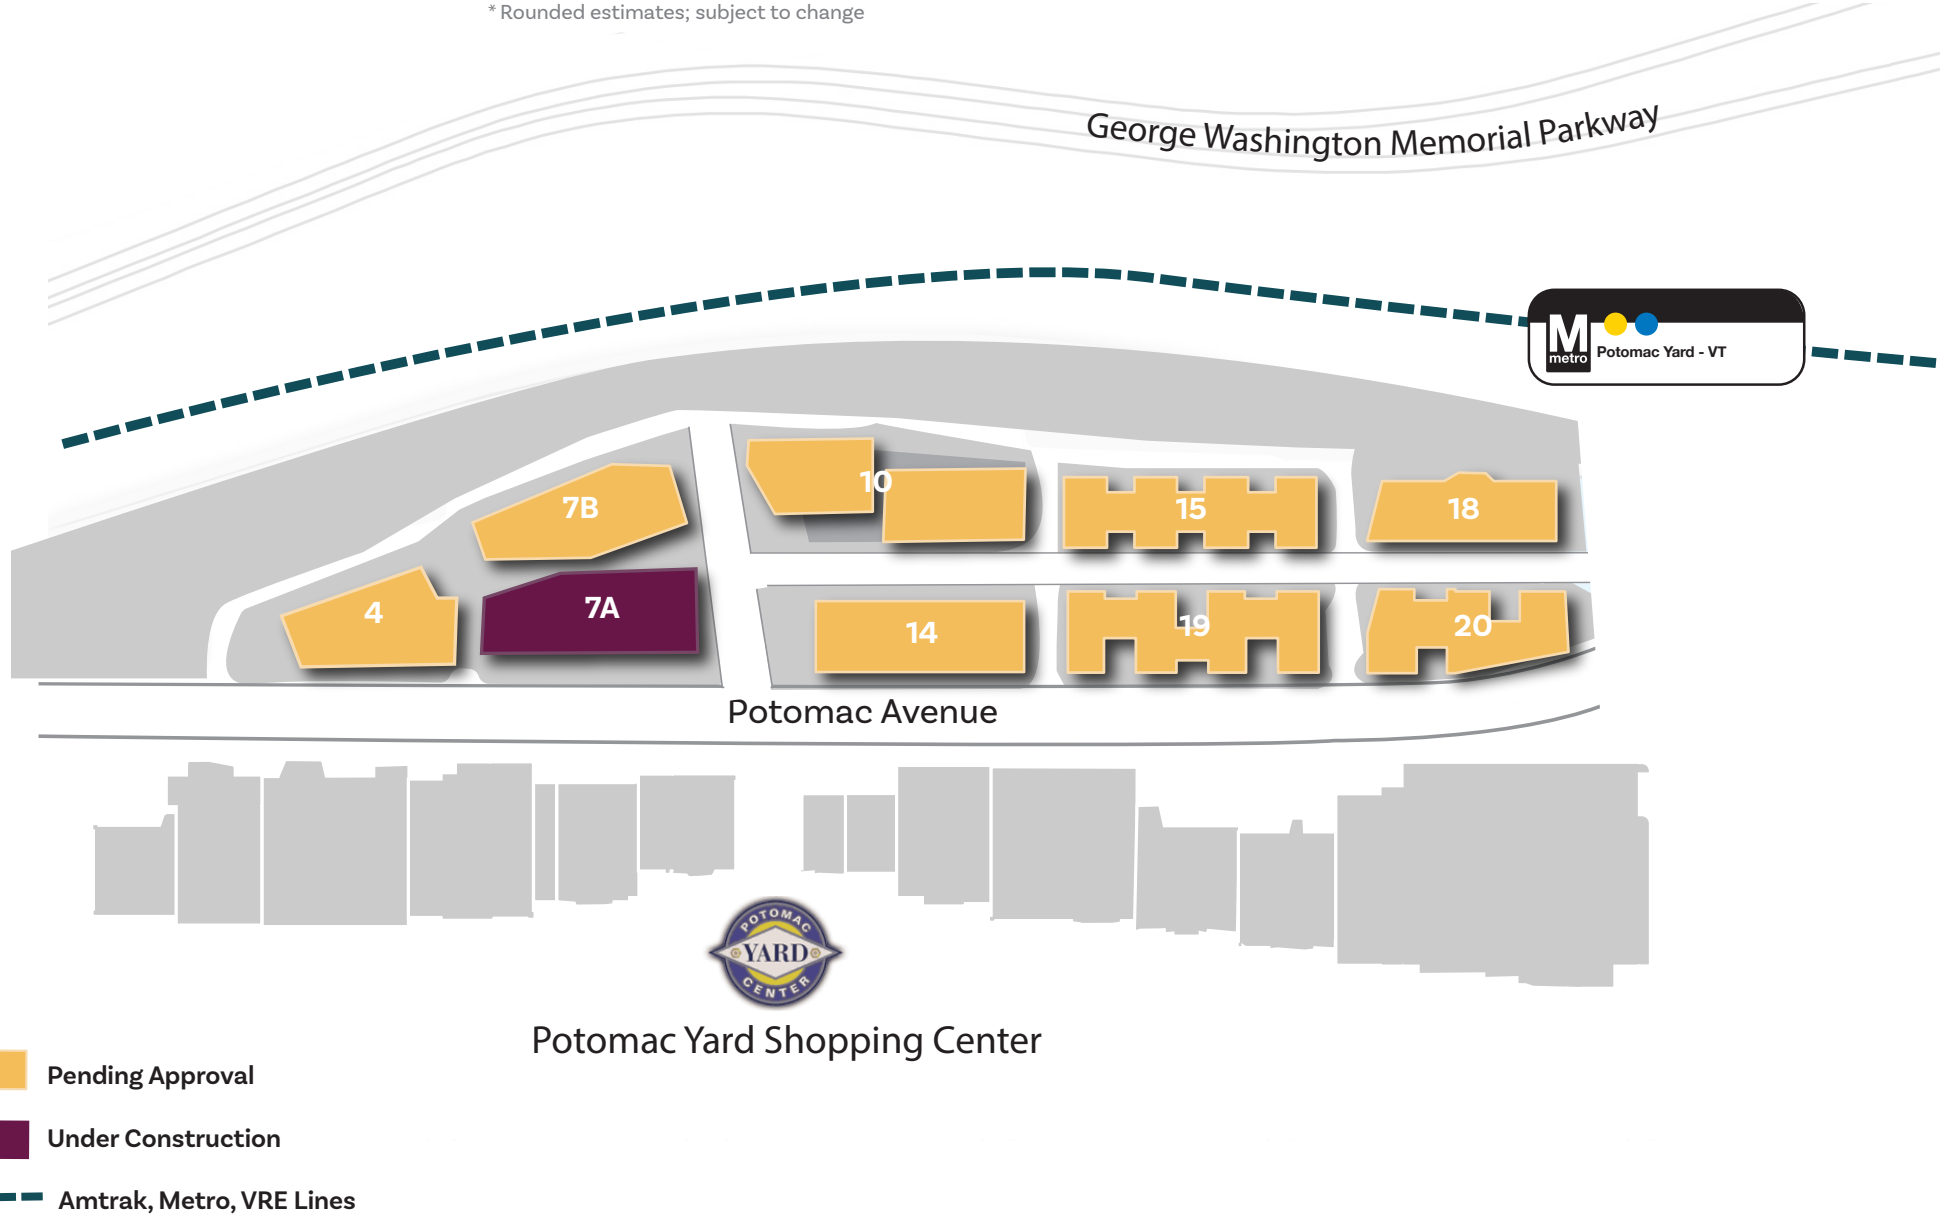 * Rounded estimates; subject to change
George Washington Memorial Parkway
M
metro
Potomac Yard - VT
10
7B
15
18
4
7A
14
19
20
Potomac Avenue
POTOMAC
YARD
CENTER
Potomac Yard Shopping Center
Pending Approval
Under Construction
Amtrak, Metro, VRE Lines